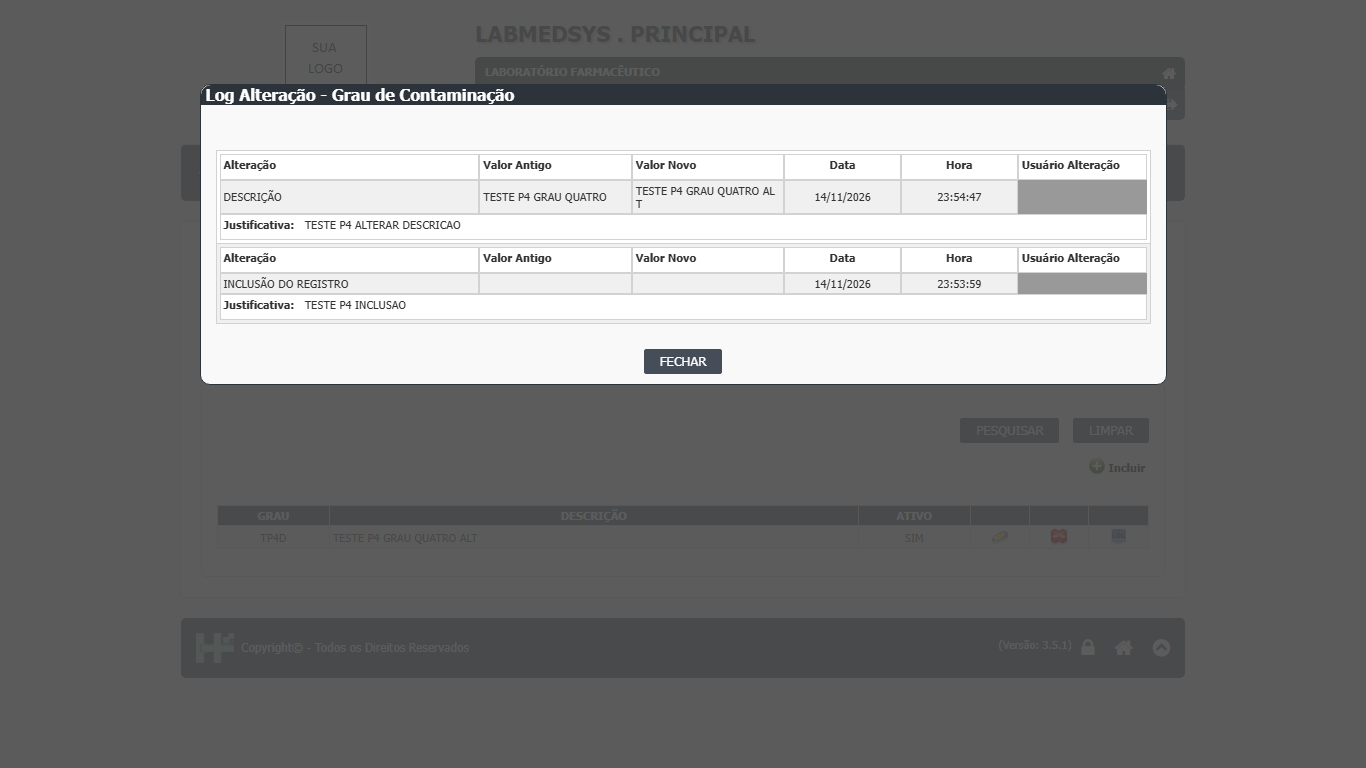 SUA
LOGO
LABMEDSYS . PRINCIPAL
LABORATÓRIO FARMACÊUTICO
Log Alteração - Grau de Contaminação
Alteração Valor Antigo Valor Novo Data Hora Usuário Alteração
DESCRIÇÃO TESTE P4 GRAU QUATRO TESTE P4 GRAU QUATRO AL 14/11/2026 23:54:47
T
Justificativa: TESTE P4 ALTERAR DESCRICAO
Alteração Valor Antigo Valor Novo Data Hora Usuário Alteração
INCLUSÃO DO REGISTRO 14/11/2026 23:53:59
Justificativa: TESTE P4 INCLUSAO
FECHAR
PESQUISAR LIMPAR
Incluir
GRAU DESCRIÇÃO ATIVO
TP4D TESTE P4 GRAU QUATRO ALT SIM
Copyright© - Todos os Direitos Reservados
(Versão: 3.5.1)